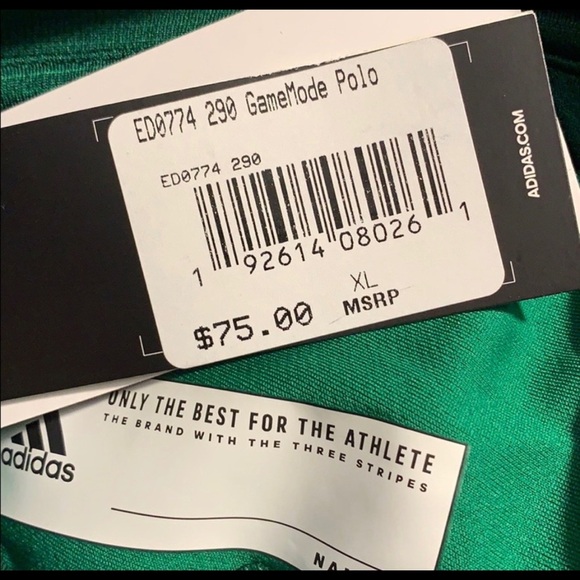 ED0774 290 GameMode Polo
ED0774 290
1 92614 08026 1
XL
$75.00 MSRP
ADIDAS.COM
ONLY THE BEST FOR THE ATHLETE
THE BRAND WITH THE THREE STRIPES
adidas